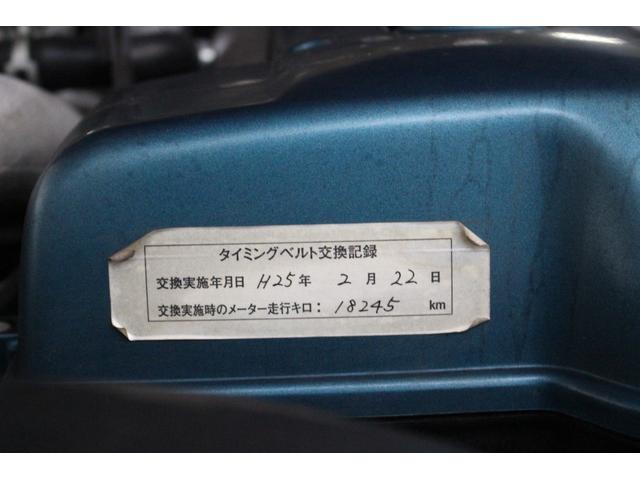 タイミングベルト交換記録
交換実施年月日 H25年 2月 22日
交換実施時のメーター走行キロ： 18245 km